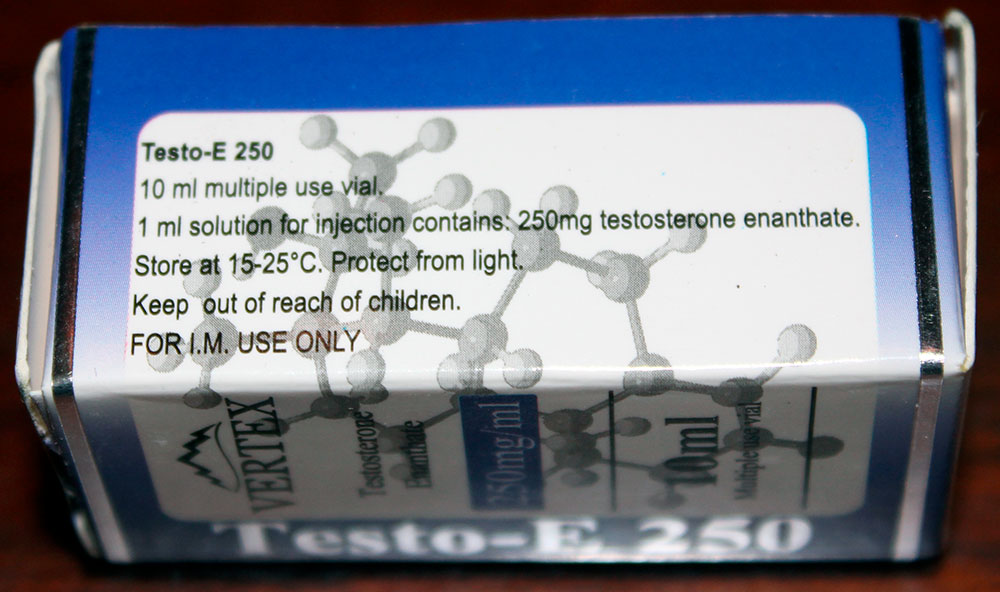 Testo-E 250
10 ml multiple use vial.
1 ml solution for injection contains: 250mg testosterone enanthate.
Store at 15-25°C. Protect from light.
Keep out of reach of children.
FOR I.M. USE ONLY
VERTEX
Testosterone
Enanthate
250mg/ml
10ml
Multiple use vial
Testo-E 250